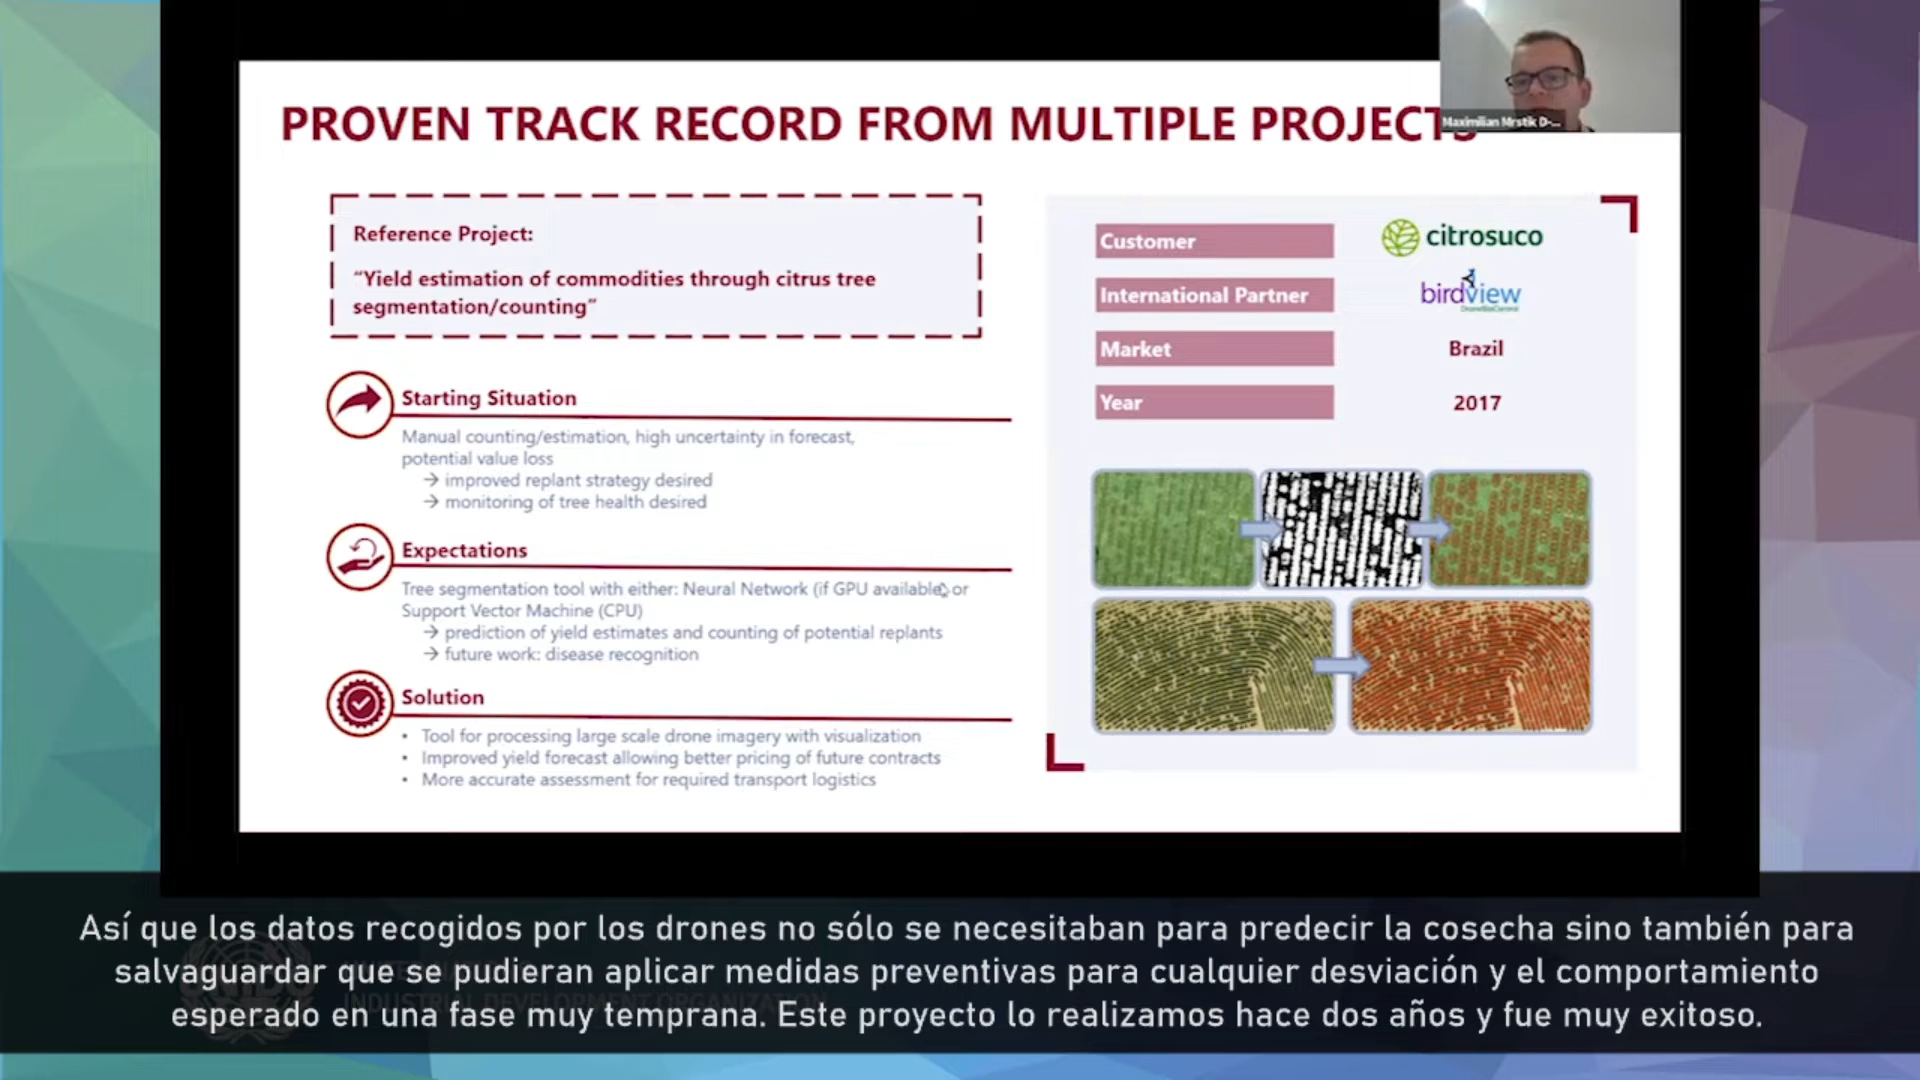 PROVEN TRACK RECORD FROM MULTIPLE PROJECTS
Maximilian Mrstik D-...
Reference Project:
“Yield estimation of commodities through citrus tree
segmentation/counting”
Starting Situation
Manual counting/estimation, high uncertainty in forecast,
potential value loss
→ improved replant strategy desired
→ monitoring of tree health desired
Expectations
Tree segmentation tool with either: Neural Network (if GPU available) or
Support Vector Machine (CPU)
→ prediction of yield estimates and counting of potential replants
→ future work: disease recognition
Solution
• Tool for processing large scale drone imagery with visualization
• Improved yield forecast allowing better pricing of future contracts
• More accurate assessment for required transport logistics
Customer
citrosuco
International Partner
birdview
Market
Brazil
Year
2017
Así que los datos recogidos por los drones no sólo se necesitaban para predecir la cosecha sino también para
salvaguardar que se pudieran aplicar medidas preventivas para cualquier desviación y el comportamiento
esperado en una fase muy temprana. Este proyecto lo realizamos hace dos años y fue muy exitoso.
INDUSTRIAL DEVELOPMENT ORGANIZATION